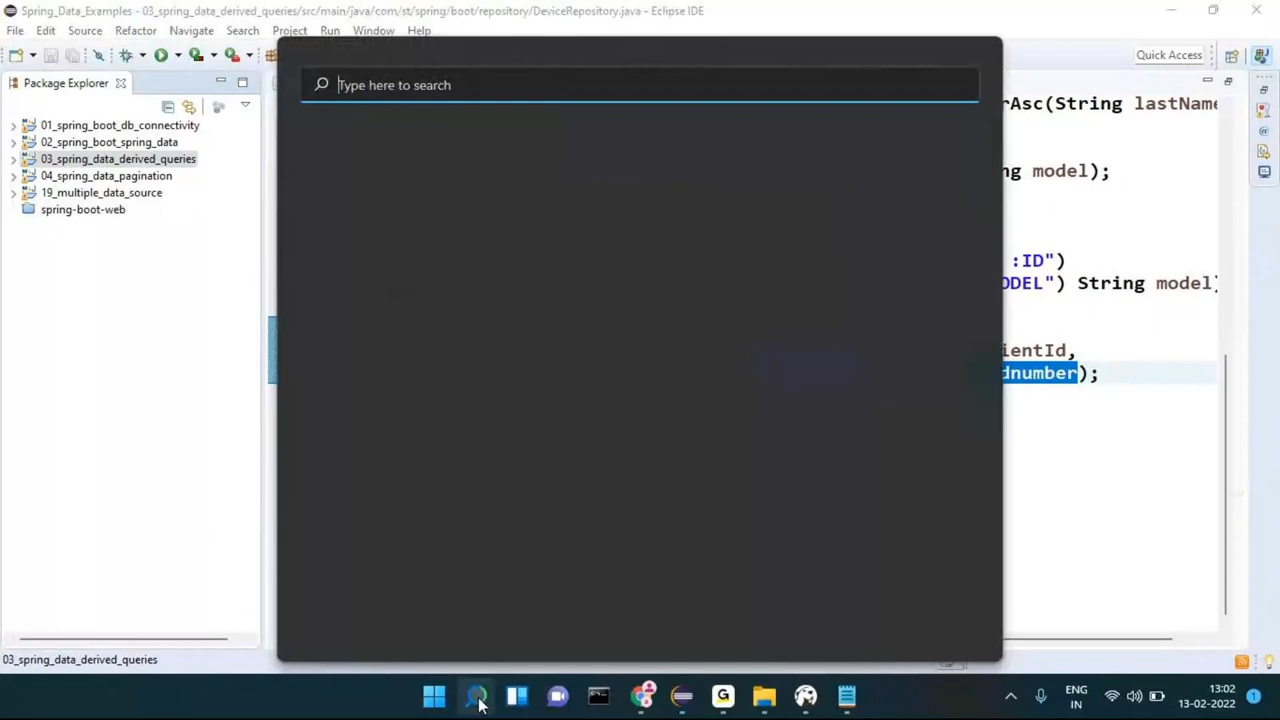 Spring_Data_Examples - 03_spring_data_derived_queries/src/main/java/com/st/spring/boot/repository/DeviceRepository.java - Eclipse IDE
File Edit Source Refactor Navigate Search Project Run Window Help
Quick Access
Package Explorer
01_spring_boot_db_connectivity
02_spring_boot_spring_data
03_spring_data_derived_queries
04_spring_data_pagination
19_multiple_data_source
spring-boot-web
Type here to search
rAsc(String lastName
ng model);
:ID")
ODEL") String model)
ientId,
dnumber);
03_spring_data_derived_queries
ENG
IN
13:02
13-02-2022
1